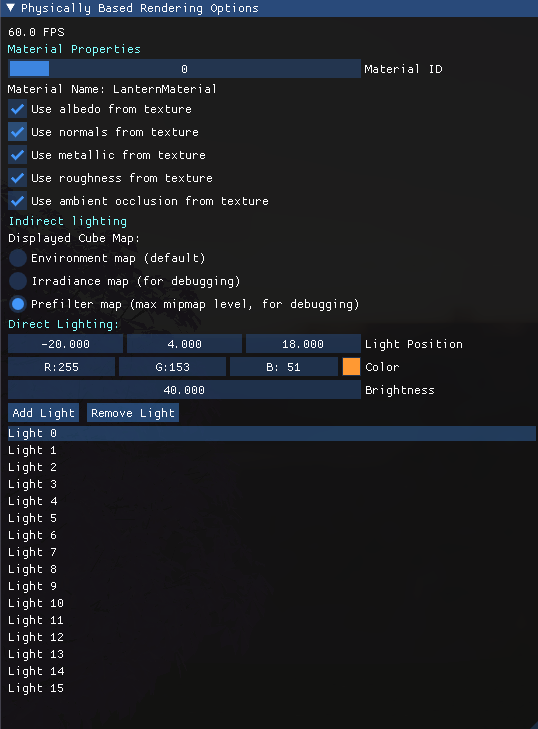 Physically Based Rendering Options
60.0 FPS
Material Properties
0 Material ID
Material Name: LanternMaterial
Use albedo from texture
Use normals from texture
Use metallic from texture
Use roughness from texture
Use ambient occlusion from texture
Indirect lighting
Displayed Cube Map:
Environment map (default)
Irradiance map (for debugging)
Prefilter map (max mipmap level, for debugging)
Direct Lighting:
-20.000 4.000 18.000 Light Position
R:255 G:153 B: 51 Color
40.000 Brightness
Add Light Remove Light
Light 0
Light 1
Light 2
Light 3
Light 4
Light 5
Light 6
Light 7
Light 8
Light 9
Light 10
Light 11
Light 12
Light 13
Light 14
Light 15